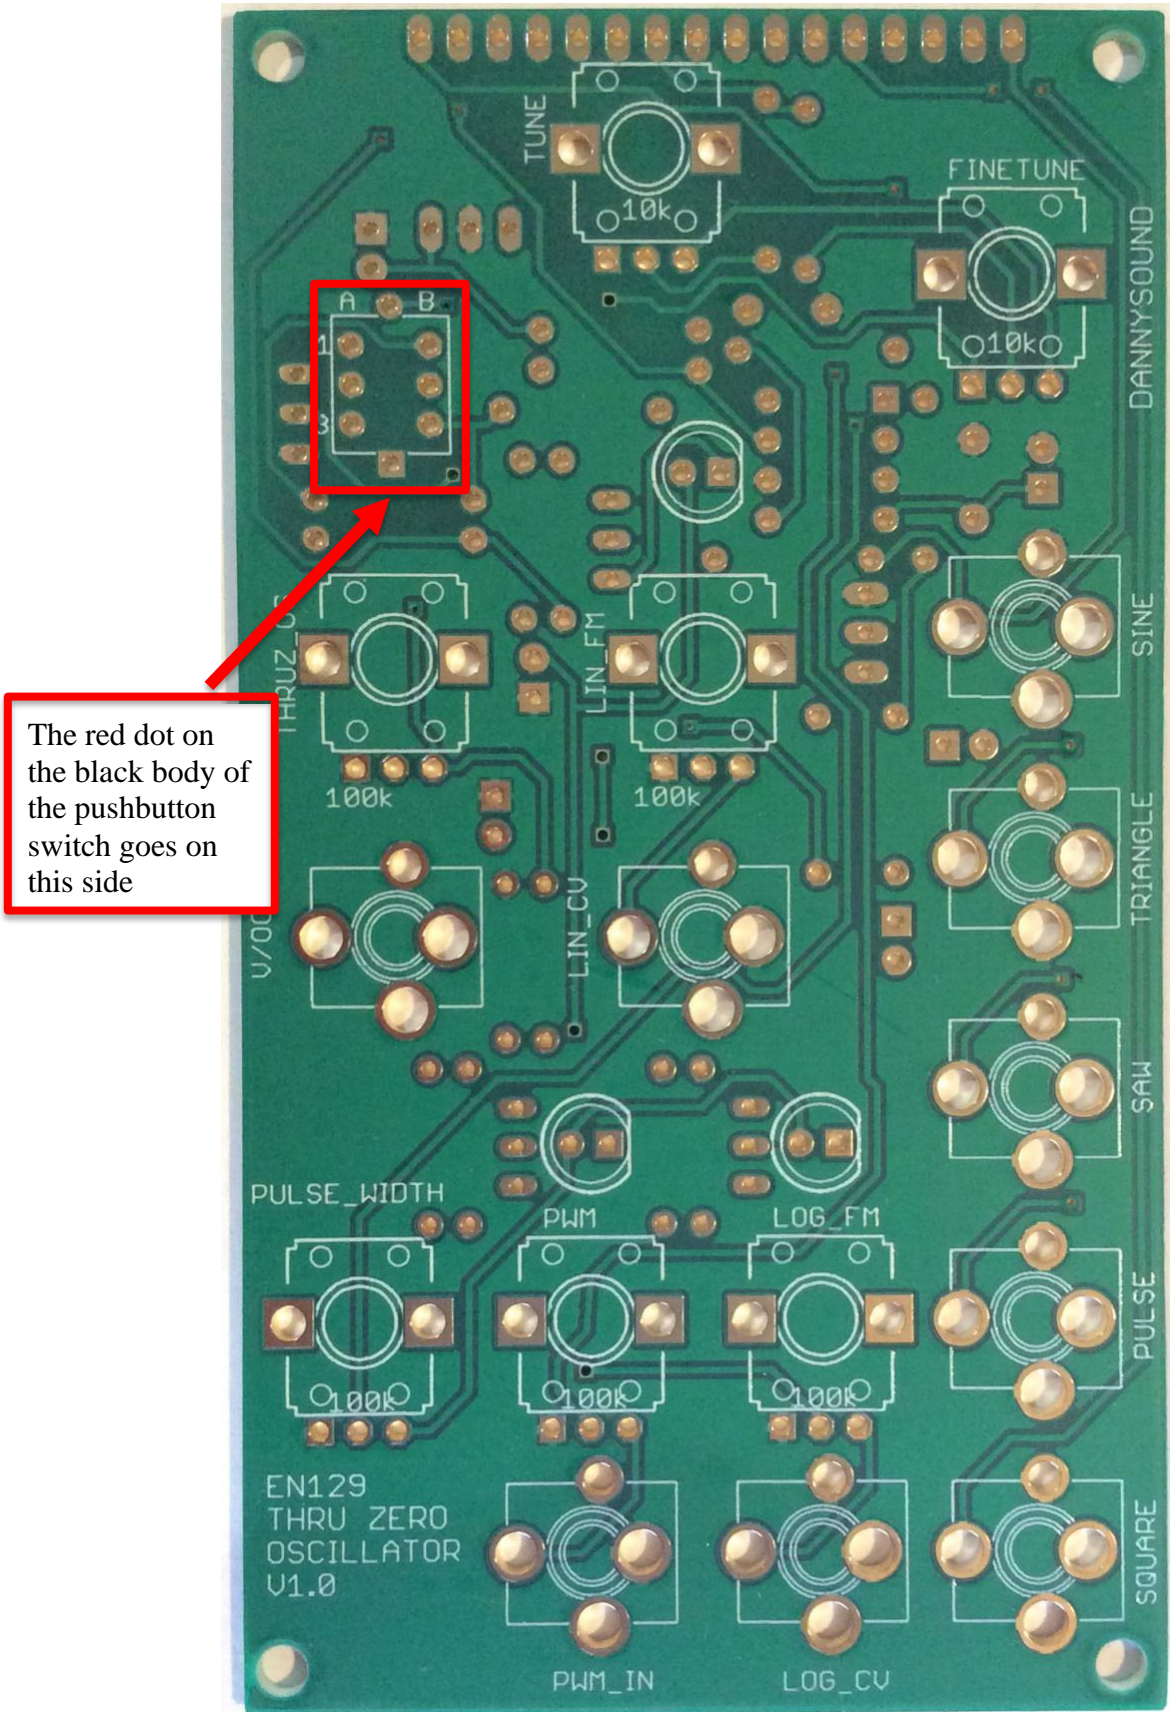 TUNE
10k
FINETUNE
10k
DANNYSOUND
A B
1
3
The red dot on
the black body of
the pushbutton
switch goes on
this side
100k
LIN_FM
100k
SINE
LIN_CV
TRIANGLE
SAW
PULSE_WIDTH
PWM
LOG_FM
100k
100k
100k
PULSE
EN129
THRU ZERO
OSCILLATOR
V1.0
SQUARE
PWM_IN
LOG_CV